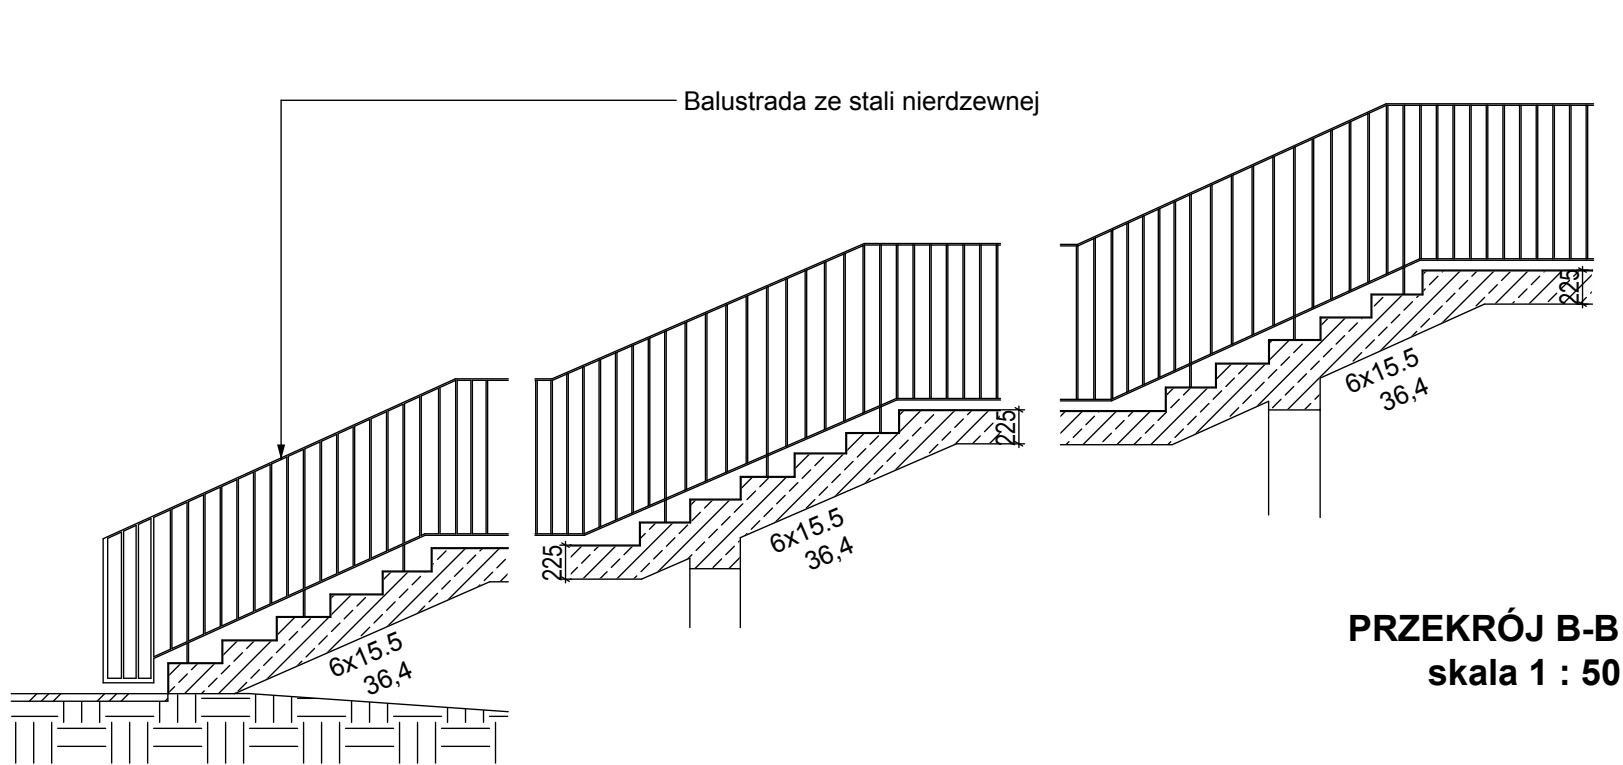 Balustrada ze stali nierdzewnej
225
6x15.5
36,4
225
225
6x15.5
36,4
225
6x15.5
36,4
PRZEKRÓJ B-B
skala 1 : 50